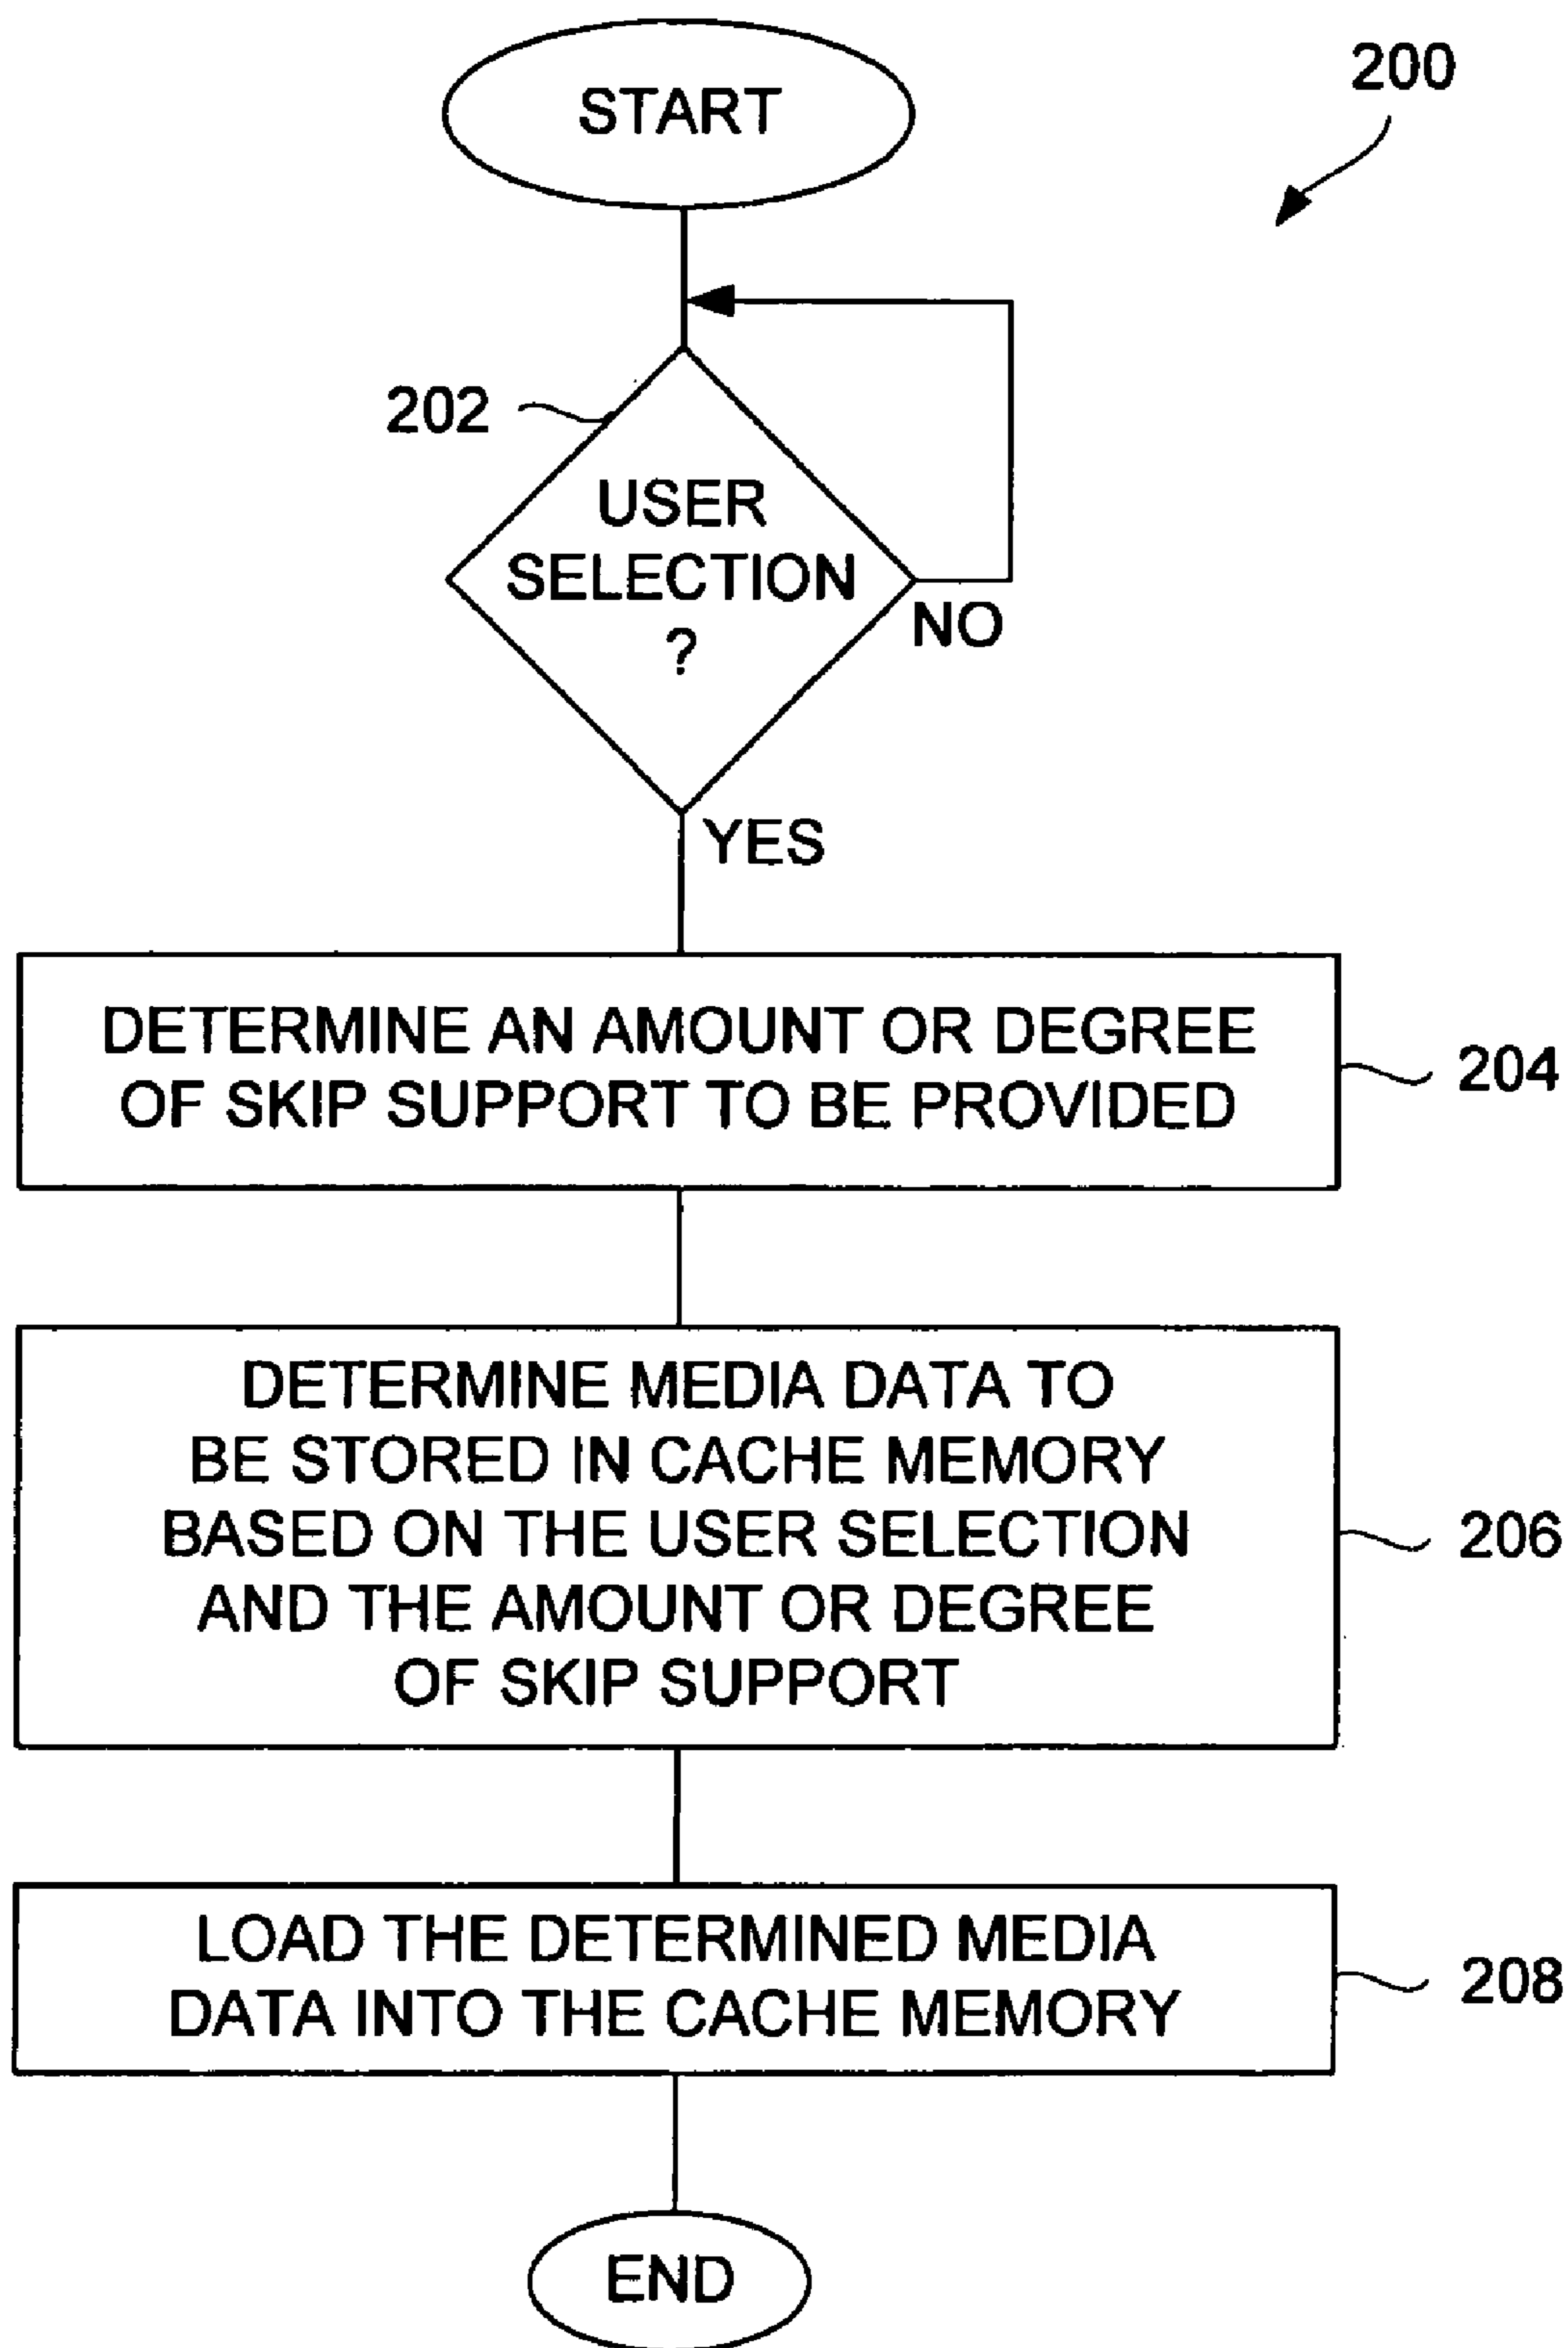 START
200
202
USER
SELECTION
?
NO
YES
DETERMINE AN AMOUNT OR DEGREE
OF SKIP SUPPORT TO BE PROVIDED
204
DETERMINE MEDIA DATA TO
BE STORED IN CACHE MEMORY
BASED ON THE USER SELECTION
AND THE AMOUNT OR DEGREE
OF SKIP SUPPORT
206
LOAD THE DETERMINED MEDIA
DATA INTO THE CACHE MEMORY
208
END